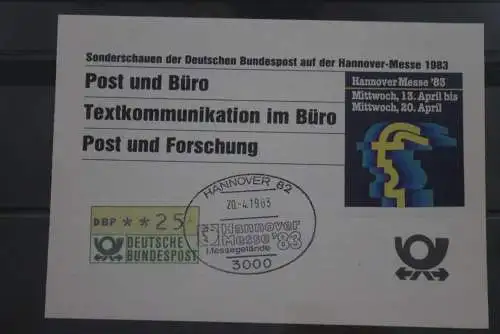 Sonderschauen der Deutschen Bundespost auf der Hannover-Messe 1983
Post und Büro
Textkommunikation im Büro
Post und Forschung
Hannover Messe '83
Mittwoch, 13. April bis
Mittwoch, 20. April
HANNOVER 82
20.-4.1983
Hannover
Messe '83
Messegelände
3000
DBP **25
DEUTSCHE
BUNDESPOST